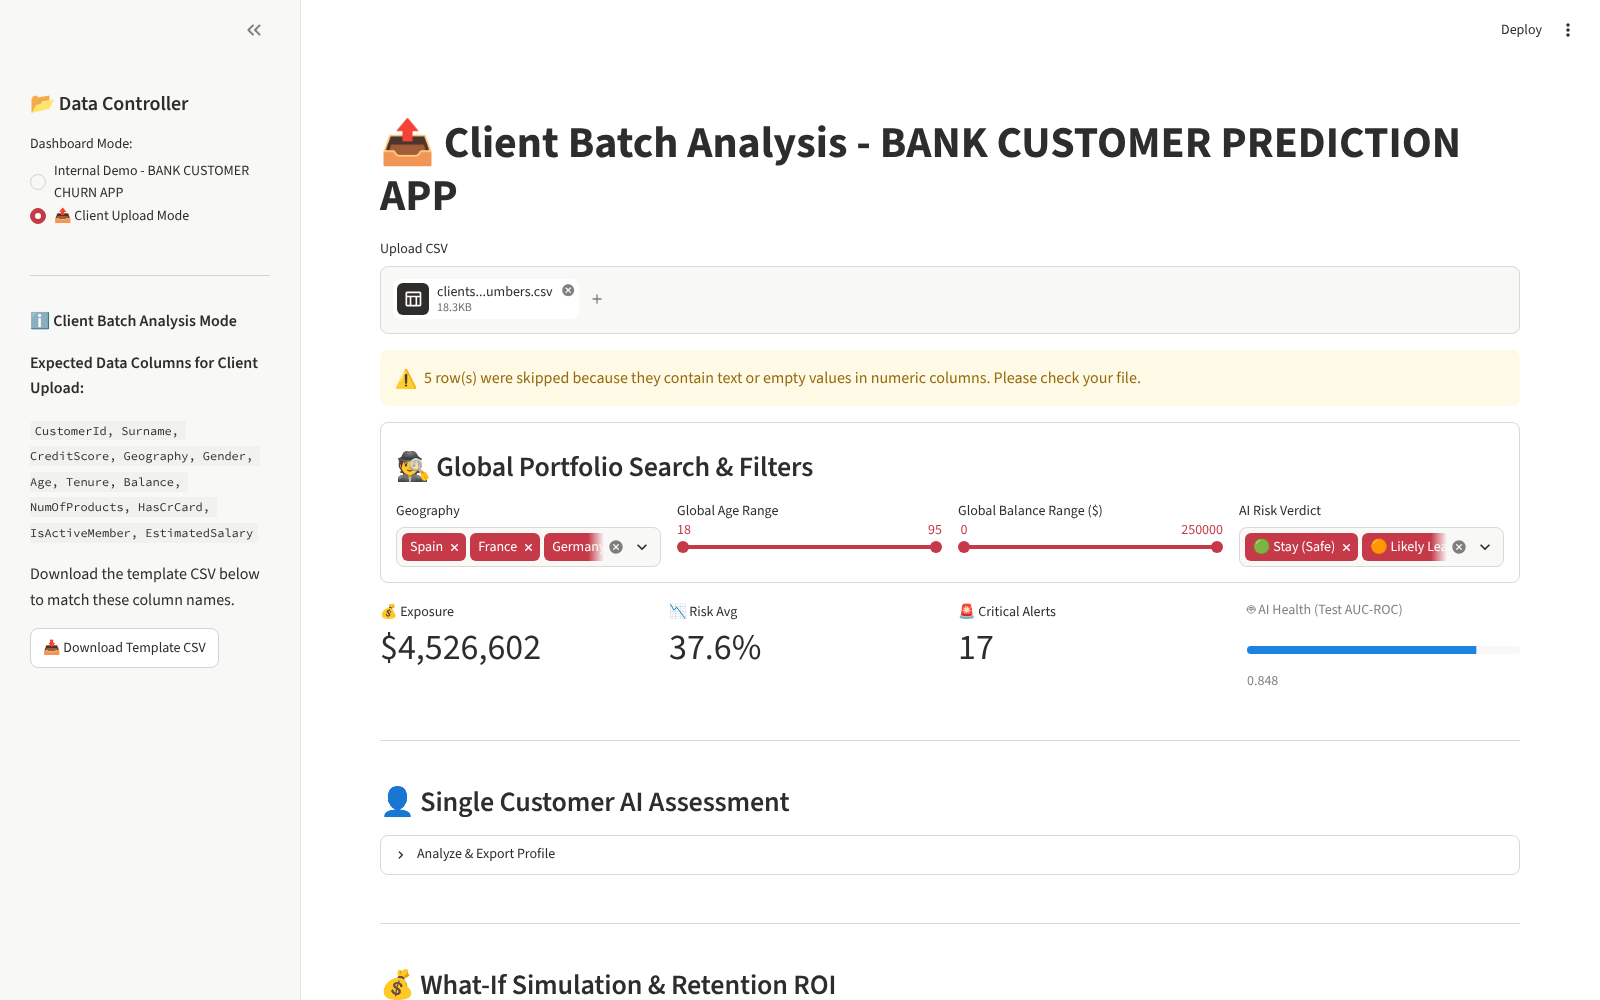 Deploy
📂 Data Controller
Dashboard Mode:
Internal Demo - BANK CUSTOMER
CHURN APP
📤 Client Upload Mode
ℹ️ Client Batch Analysis Mode
Expected Data Columns for Client
Upload:
CustomerId, Surname,
CreditScore, Geography, Gender,
Age, Tenure, Balance,
NumOfProducts, HasCrCard,
IsActiveMember, EstimatedSalary
Download the template CSV below
to match these column names.
📥 Download Template CSV
📤 Client Batch Analysis - BANK CUSTOMER PREDICTION
APP
Upload CSV
clients...umbers.csv
18.3KB
⚠️ 5 row(s) were skipped because they contain text or empty values in numeric columns. Please check your file.
🕵️ Global Portfolio Search & Filters
Geography
Spain
France
Germany
Global Age Range
18 95
Global Balance Range ($)
0 250000
AI Risk Verdict
🟢 Stay (Safe)
🟠 Likely Lea
💰 Exposure
$4,526,602
📉 Risk Avg
37.6%
🚨 Critical Alerts
17
AI Health (Test AUC-ROC)
0.848
👤 Single Customer AI Assessment
Analyze & Export Profile
💰 What-If Simulation & Retention ROI